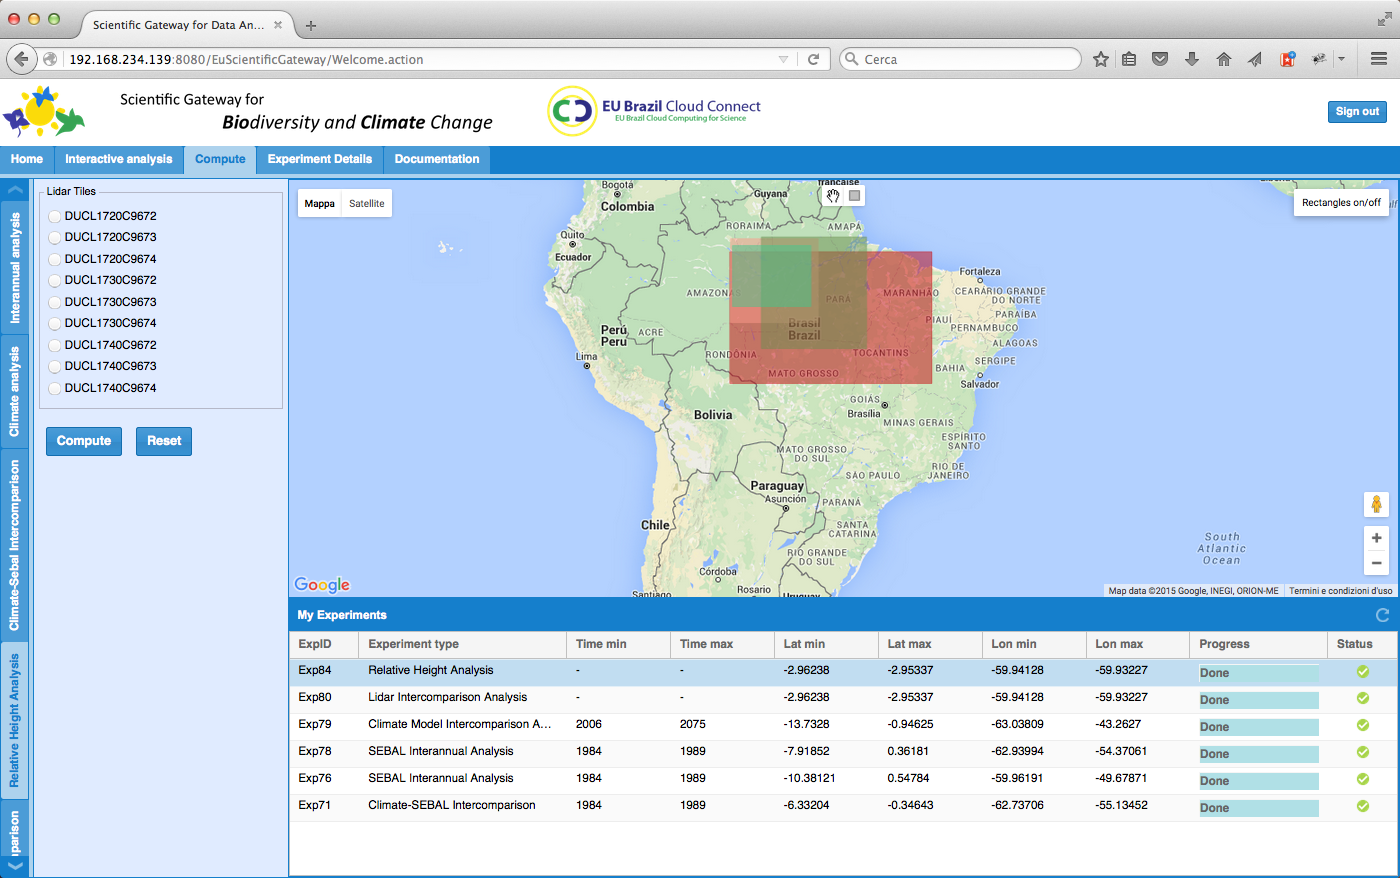 Scientific Gateway for Data An...
192.168.234.139:8080/EuScientificGateway/Welcome.action
Cerca
Scientific Gateway for
Biodiversity and Climate Change
EU Brazil Cloud Connect
EU Brazil Cloud Computing for Science
Sign out
Home
Interactive analysis
Compute
Experiment Details
Documentation
Interannual analysis
Climate analysis
Climate-Sebal Intercomparison
Relative Height Analysis
parison
Lidar Tiles
DUCL1720C9672
DUCL1720C9673
DUCL1720C9674
DUCL1730C9672
DUCL1730C9673
DUCL1730C9674
DUCL1740C9672
DUCL1740C9673
DUCL1740C9674
Compute
Reset
Mappa
Satellite
Rectangles on/off
Bogotá
Colombia
Guyana
française
RORAIMA
AMAPÁ
Quito
Ecuador
AMAZONAS
PARÁ
MARANHÃO
Fortaleza
CEARÁ
RIO GRANDE
DO NORTE
PARAÍBA
PIAUÍ
PERNAMBUCO
ALAGOAS
SERGIPE
Perú
Peru
ACRE
Brasil
Brazil
RONDÔNIA
TOCANTINS
Lima
MATO GROSSO
BAHIA
Salvador
GOIÁS
Brasília
Bolivia
MINAS GERAIS
ESPÍRITO
SANTO
MATO GROSSO
DO SUL
RIO DE
JANEIRO
SÃO PAULO
Paraguay
Asunción
PARANÁ
Chile
SANTA
CATARINA
RIO GRANDE
DO SUL
Córdoba
Rosario
Santiago
Uruguay
South
Atlantic
Ocean
Google
Map data ©2015 Google, INEGI, ORION-ME
Termini e condizioni d'uso
My Experiments
ExpID Experiment type Time min Time max Lat min Lat max Lon min Lon max Progress Status
Exp84 Relative Height Analysis - - -2.96238 -2.95337 -59.94128 -59.93227 Done
Exp80 Lidar Intercomparison Analysis - - -2.96238 -2.95337 -59.94128 -59.93227 Done
Exp79 Climate Model Intercomparison A... 2006 2075 -13.7328 -0.94625 -63.03809 -43.2627 Done
Exp78 SEBAL Interannual Analysis 1984 1989 -7.91852 0.36181 -62.93994 -54.37061 Done
Exp76 SEBAL Interannual Analysis 1984 1989 -10.38121 0.54784 -59.96191 -49.67871 Done
Exp71 Climate-SEBAL Intercomparison 1984 1989 -6.33204 -0.34643 -62.73706 -55.13452 Done